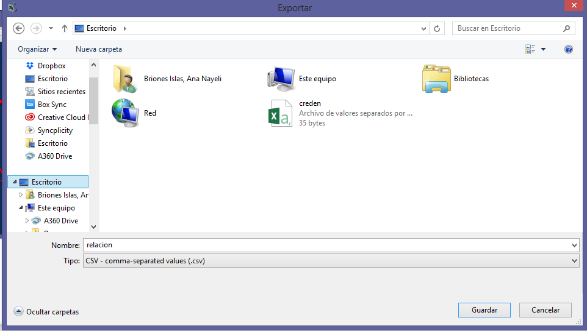 Exportar
Escritorio
Buscar en Escritorio
Organizar
Nueva carpeta
Dropbox
Escritorio
Sitios recientes
Box Sync
Creative Cloud
Syncplicity
Escritorio
A360 Drive
Escritorio
Briones Islas, Ar
Este equipo
A360 Drive
Briones Islas, Ana Nayeli
Este equipo
Bibliotecas
Red
creden
Archivo de valores separados por ...
35 bytes
Nombre: relacion
Tipo: CSV - comma-separated values (.csv)
Ocultar carpetas
Guardar
Cancelar